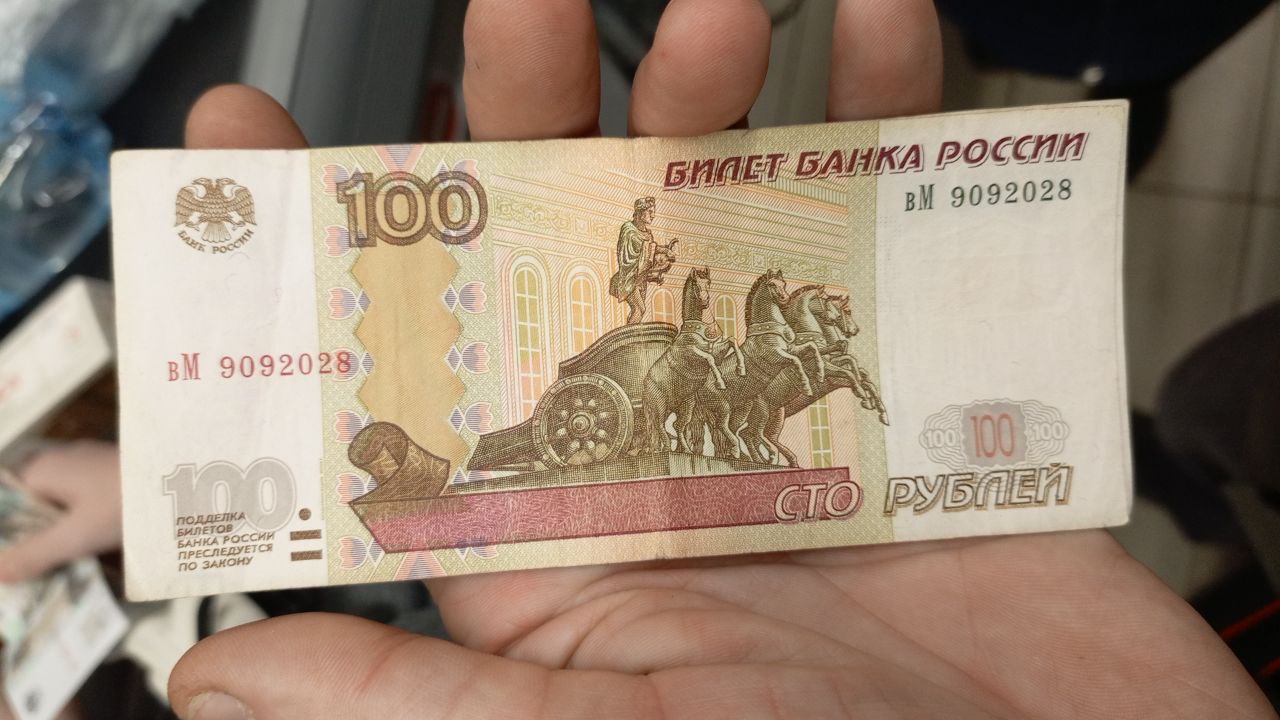 БИЛЕТ БАНКА РОССИИ
вМ 9092028
100
БАНК РОССИИ
вМ 9092028
100 100 100
100
СТО РУБЛЕЙ
ПОДДЕЛКА
БИЛЕТОВ
БАНКА РОССИИ
ПРЕСЛЕДУЕТСЯ
ПО ЗАКОНУ